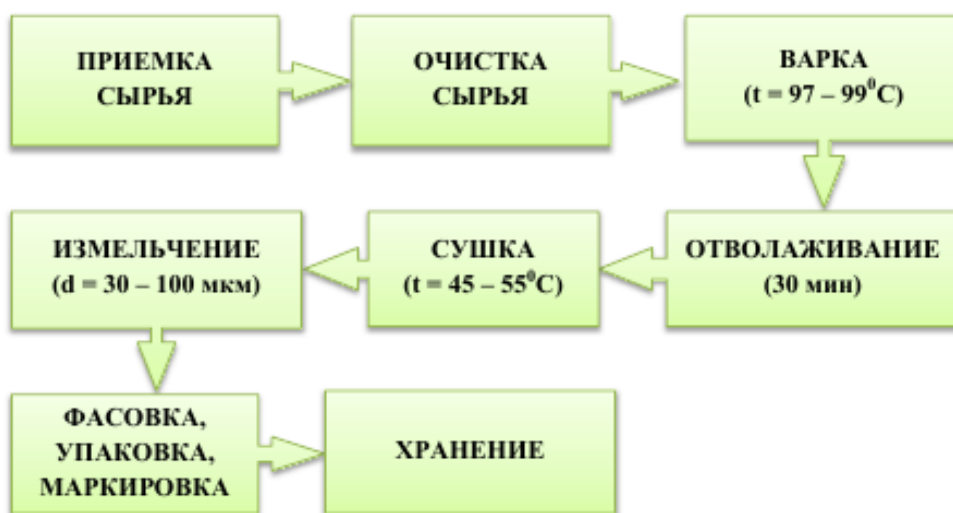 ПРИЕМКА
СЫРЬЯ
ОЧИСТКА
СЫРЬЯ
ВАРКА
(t = 97 – 99⁰C)
ОТВОЛАЖИВАНИЕ
(30 мин)
СУШКА
(t = 45 – 55⁰C)
ИЗМЕЛЬЧЕНИЕ
(d = 30 – 100 мкм)
ФАСОВКА,
УПАКОВКА,
МАРКИРОВКА
ХРАНЕНИЕ